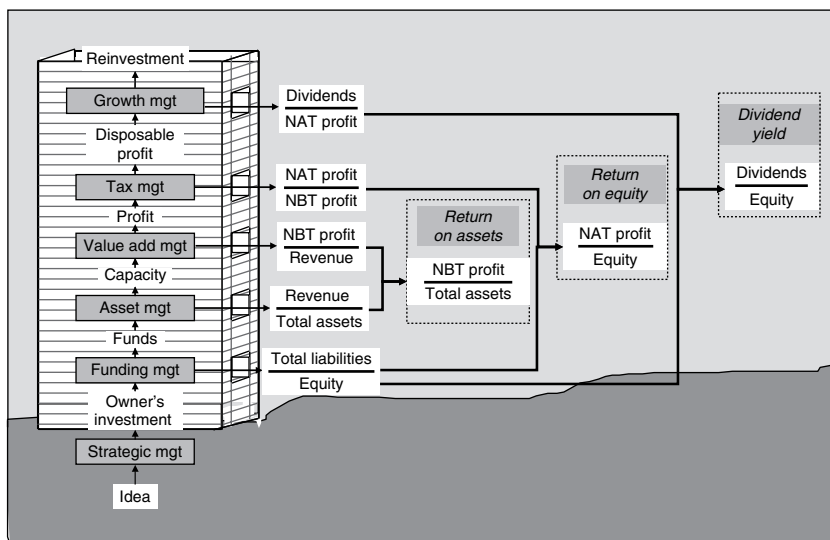 Reinvestment
Growth mgt
Disposable
profit
Tax mgt
Profit
Value add mgt
Capacity
Asset mgt
Funds
Funding mgt
Owner's
investment
Strategic mgt
Idea
Dividends
NAT profit
NAT profit
NBT profit
NBT profit
Revenue
Revenue
Total assets
Total liabilities
Equity
Return
on assets
NBT profit
Total assets
Return
on equity
NAT profit
Equity
Dividend
yield
Dividends
Equity